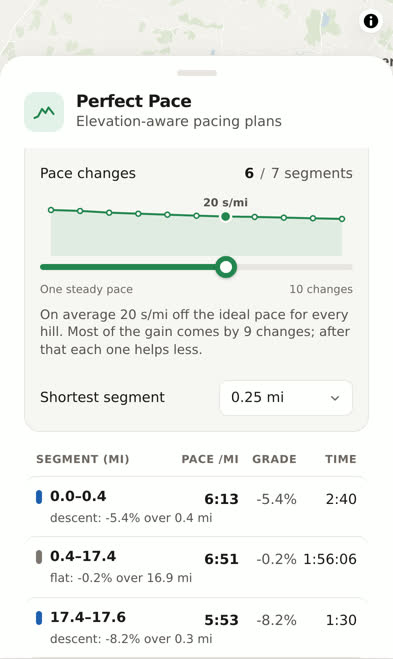 Perfect Pace
Elevation-aware pacing plans
Pace changes 6 / 7 segments
20 s/mi
One steady pace 10 changes
On average 20 s/mi off the ideal pace for every
hill. Most of the gain comes by 9 changes; after
that each one helps less.
Shortest segment 0.25 mi
SEGMENT (MI) PACE /MI GRADE TIME
0.0–0.4 6:13 -5.4% 2:40
descent: -5.4% over 0.4 mi
0.4–17.4 6:51 -0.2% 1:56:06
flat: -0.2% over 16.9 mi
17.4–17.6 5:53 -8.2% 1:30
descent: -8.2% over 0.3 mi